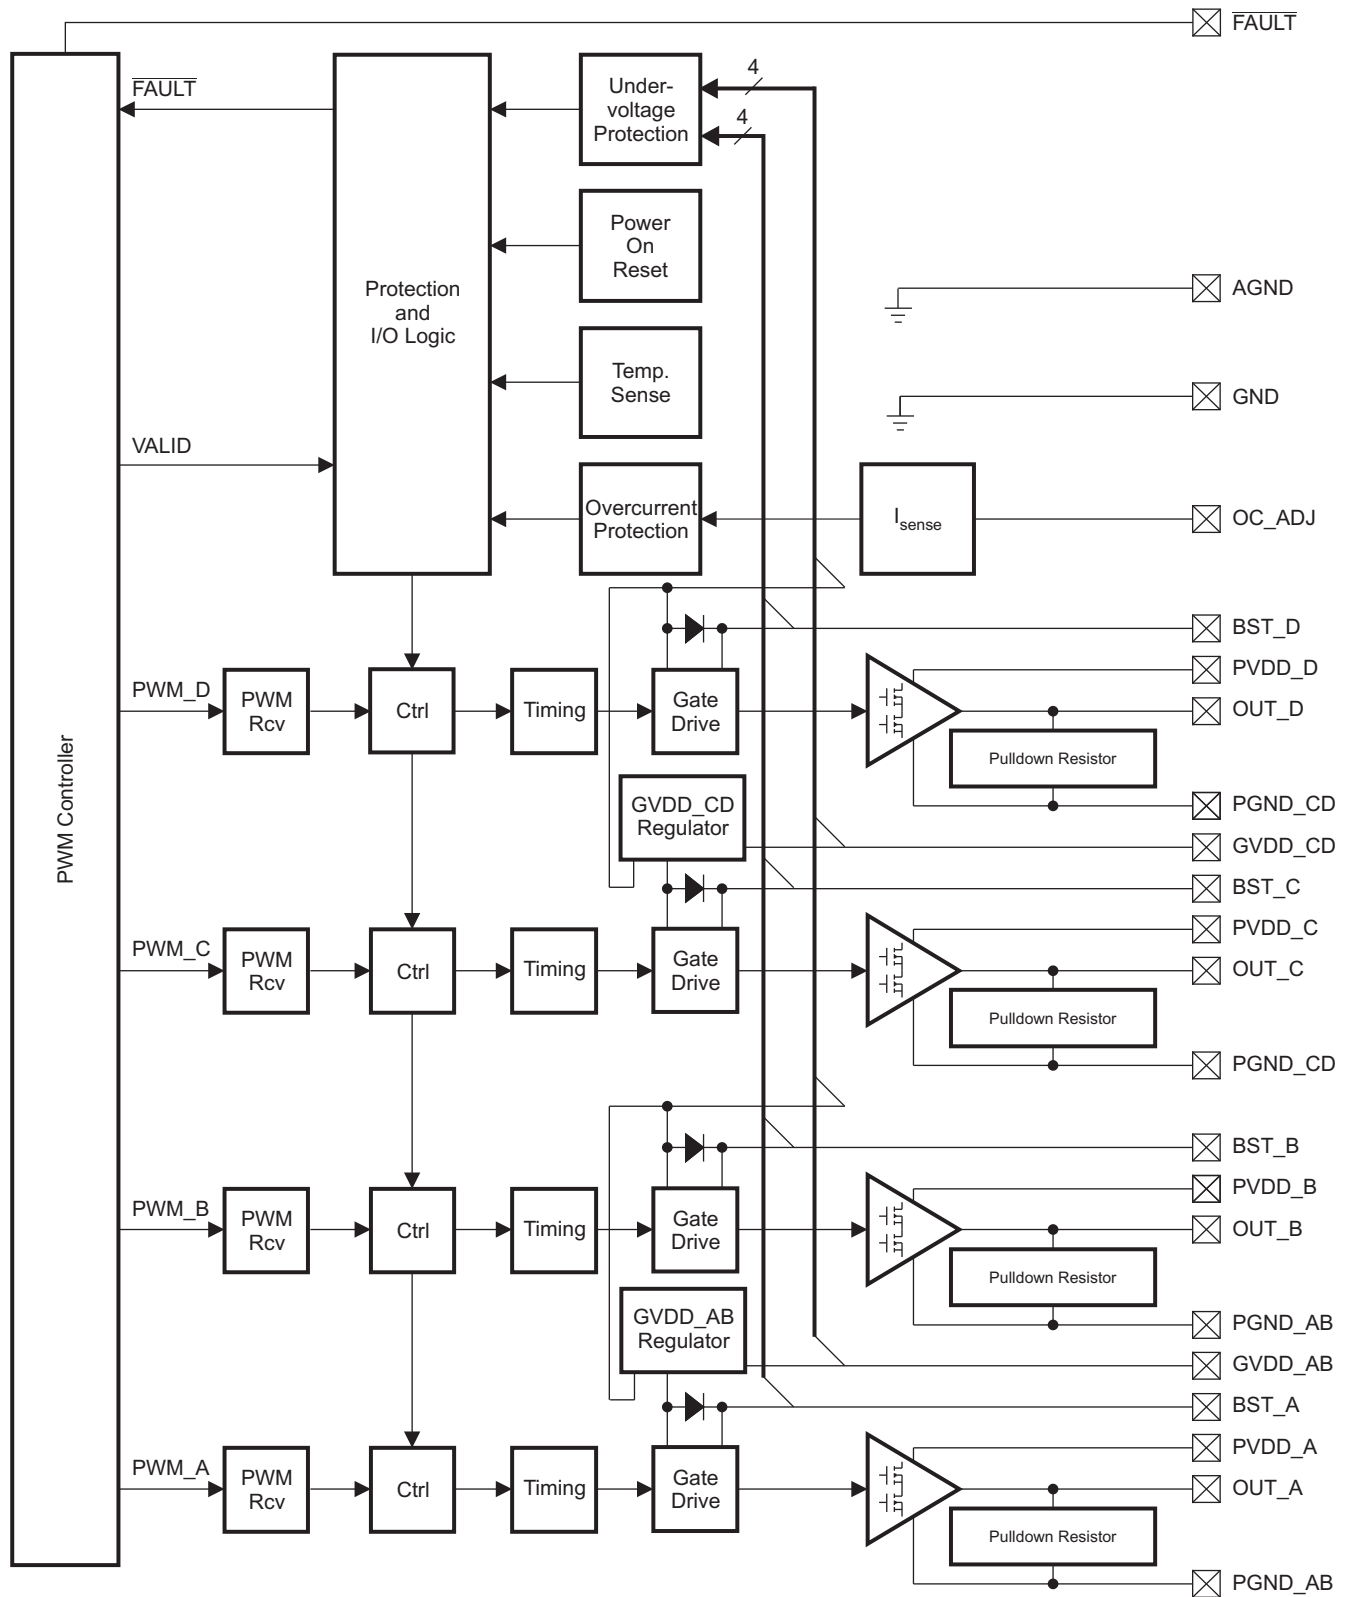 FAULT
FAULT
Under-
voltage
Protection
4
4
Power
On
Reset
Protection
and
I/O Logic
AGND
Temp.
Sense
GND
VALID
Overcurrent
Protection
Isense
OC_ADJ
BST_D
PWM_D
PWM
Rcv
Ctrl
Timing
Gate
Drive
PVDD_D
OUT_D
Pulldown Resistor
PWM Controller
GVDD_CD
Regulator
PGND_CD
GVDD_CD
BST_C
PWM_C
PWM
Rcv
Ctrl
Timing
Gate
Drive
PVDD_C
OUT_C
Pulldown Resistor
PGND_CD
BST_B
PWM_B
PWM
Rcv
Ctrl
Timing
Gate
Drive
PVDD_B
OUT_B
Pulldown Resistor
GVDD_AB
Regulator
PGND_AB
GVDD_AB
BST_A
PWM_A
PWM
Rcv
Ctrl
Timing
Gate
Drive
PVDD_A
OUT_A
Pulldown Resistor
PGND_AB